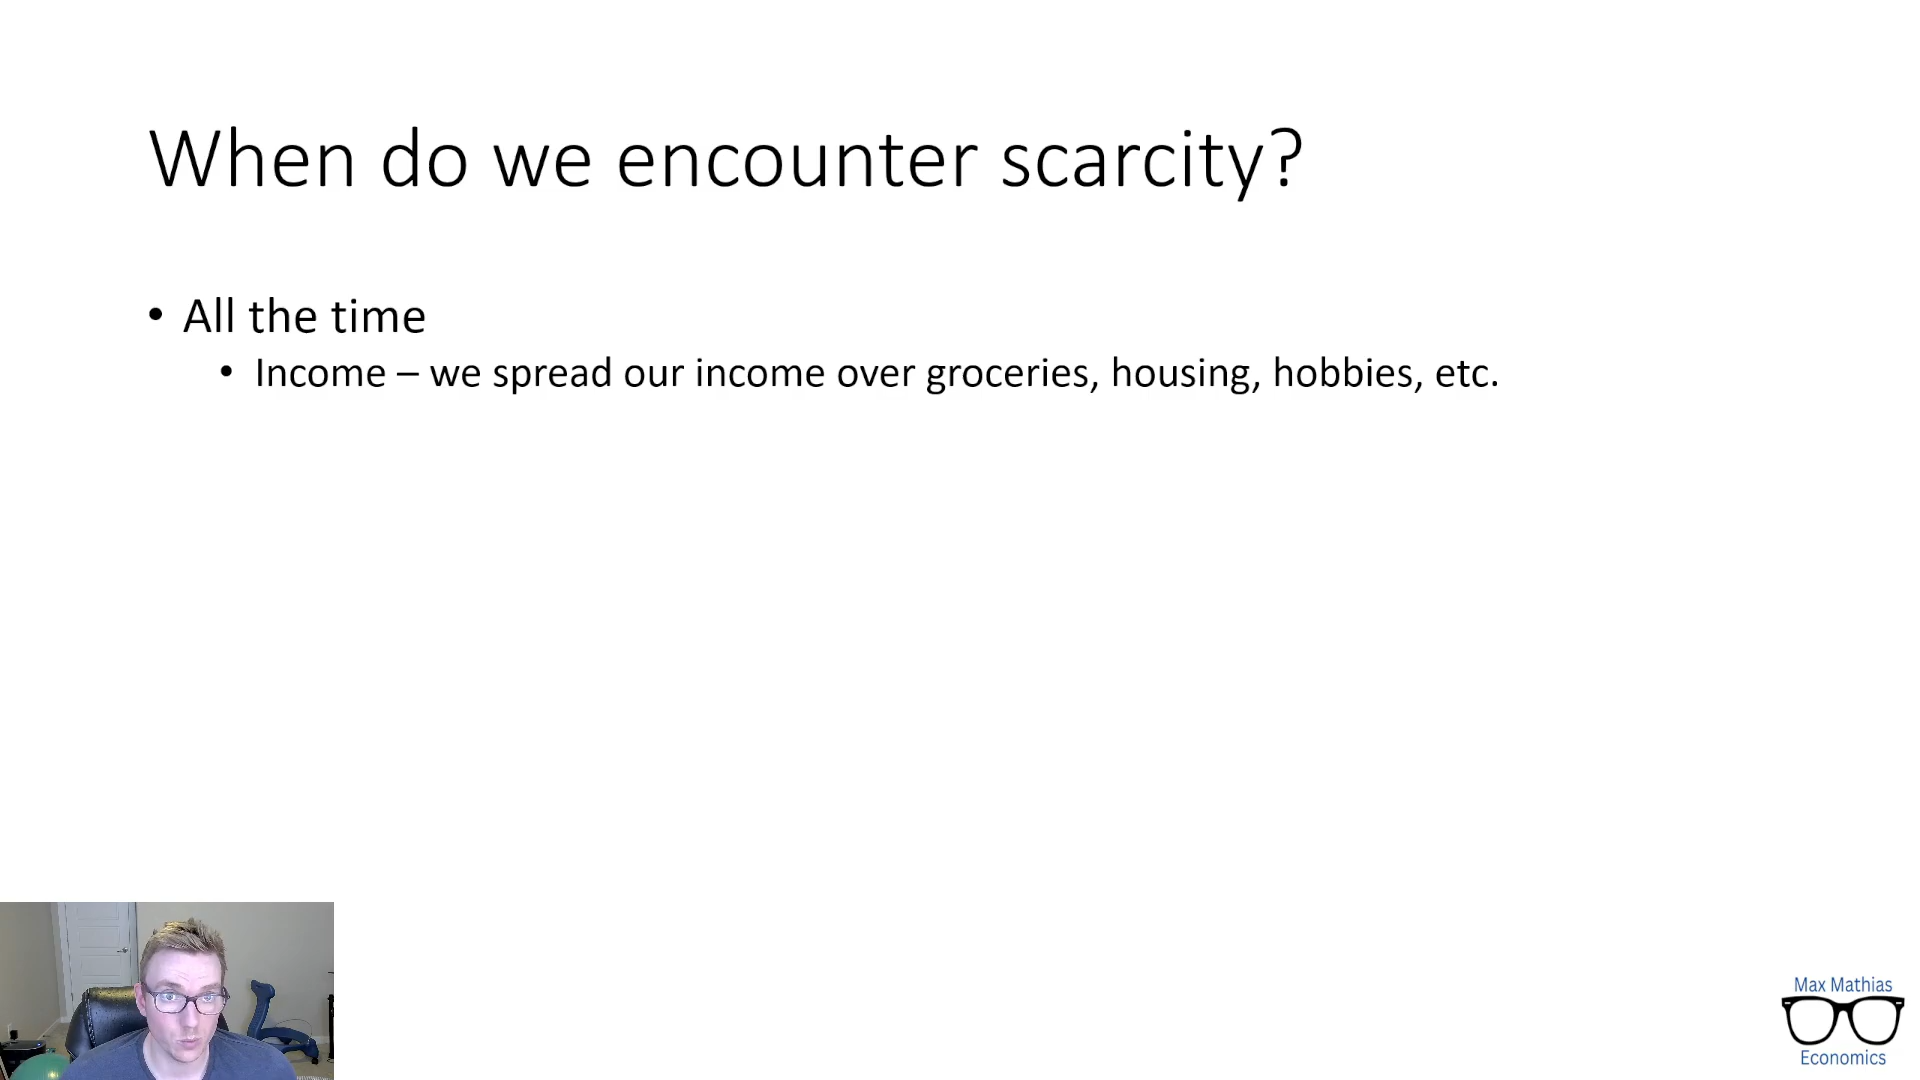 When do we encounter scarcity?
• All the time
• Income – we spread our income over groceries, housing, hobbies, etc.
Max Mathias
Economics